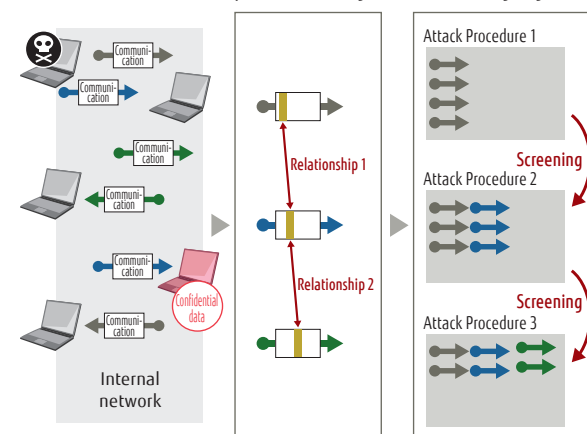 Communi-
cation
Communi-
cation
Communi-
cation
Communi-
cation
Communi-
cation
Confidential
data
Communi-
cation
Internal
network
Relationship 1
Relationship 2
Attack Procedure 1
Screening
Attack Procedure 2
Screening
Attack Procedure 3